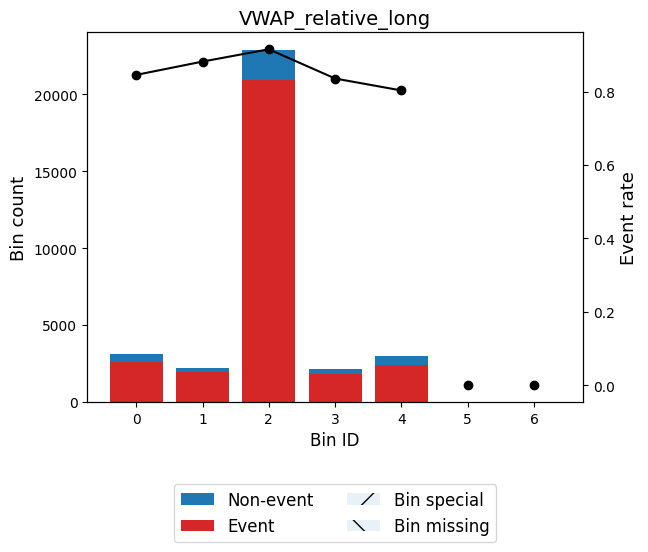 VWAP_relative_long
20000
15000
10000
5000
0
Bin count
0.8
0.6
0.4
0.2
0.0
Event rate
0 1 2 3 4 5 6
Bin ID
Non-event Bin special
Event Bin missing